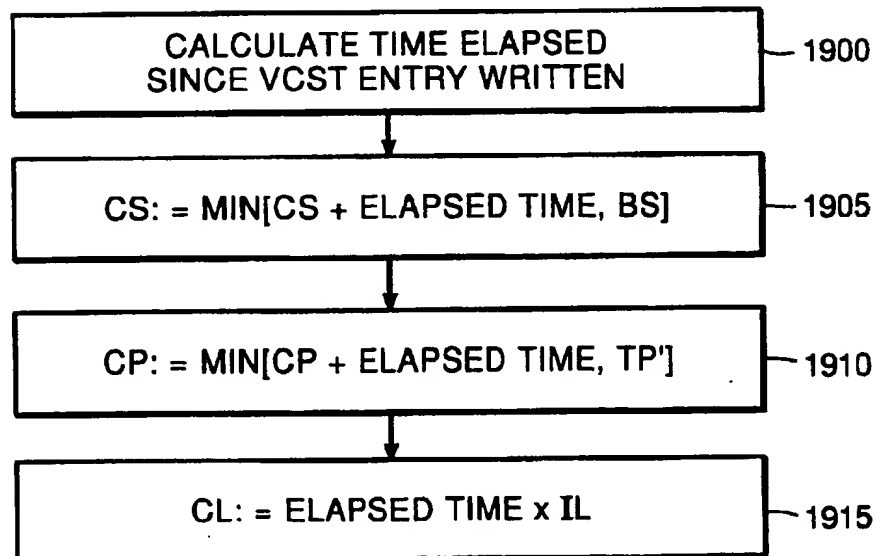 CALCULATE TIME ELAPSED
SINCE VCST ENTRY WRITTEN
1900
CS: = MIN[CS + ELAPSED TIME, BS]
1905
CP: = MIN[CP + ELAPSED TIME, TP']
1910
CL: = ELAPSED TIME x IL
1915